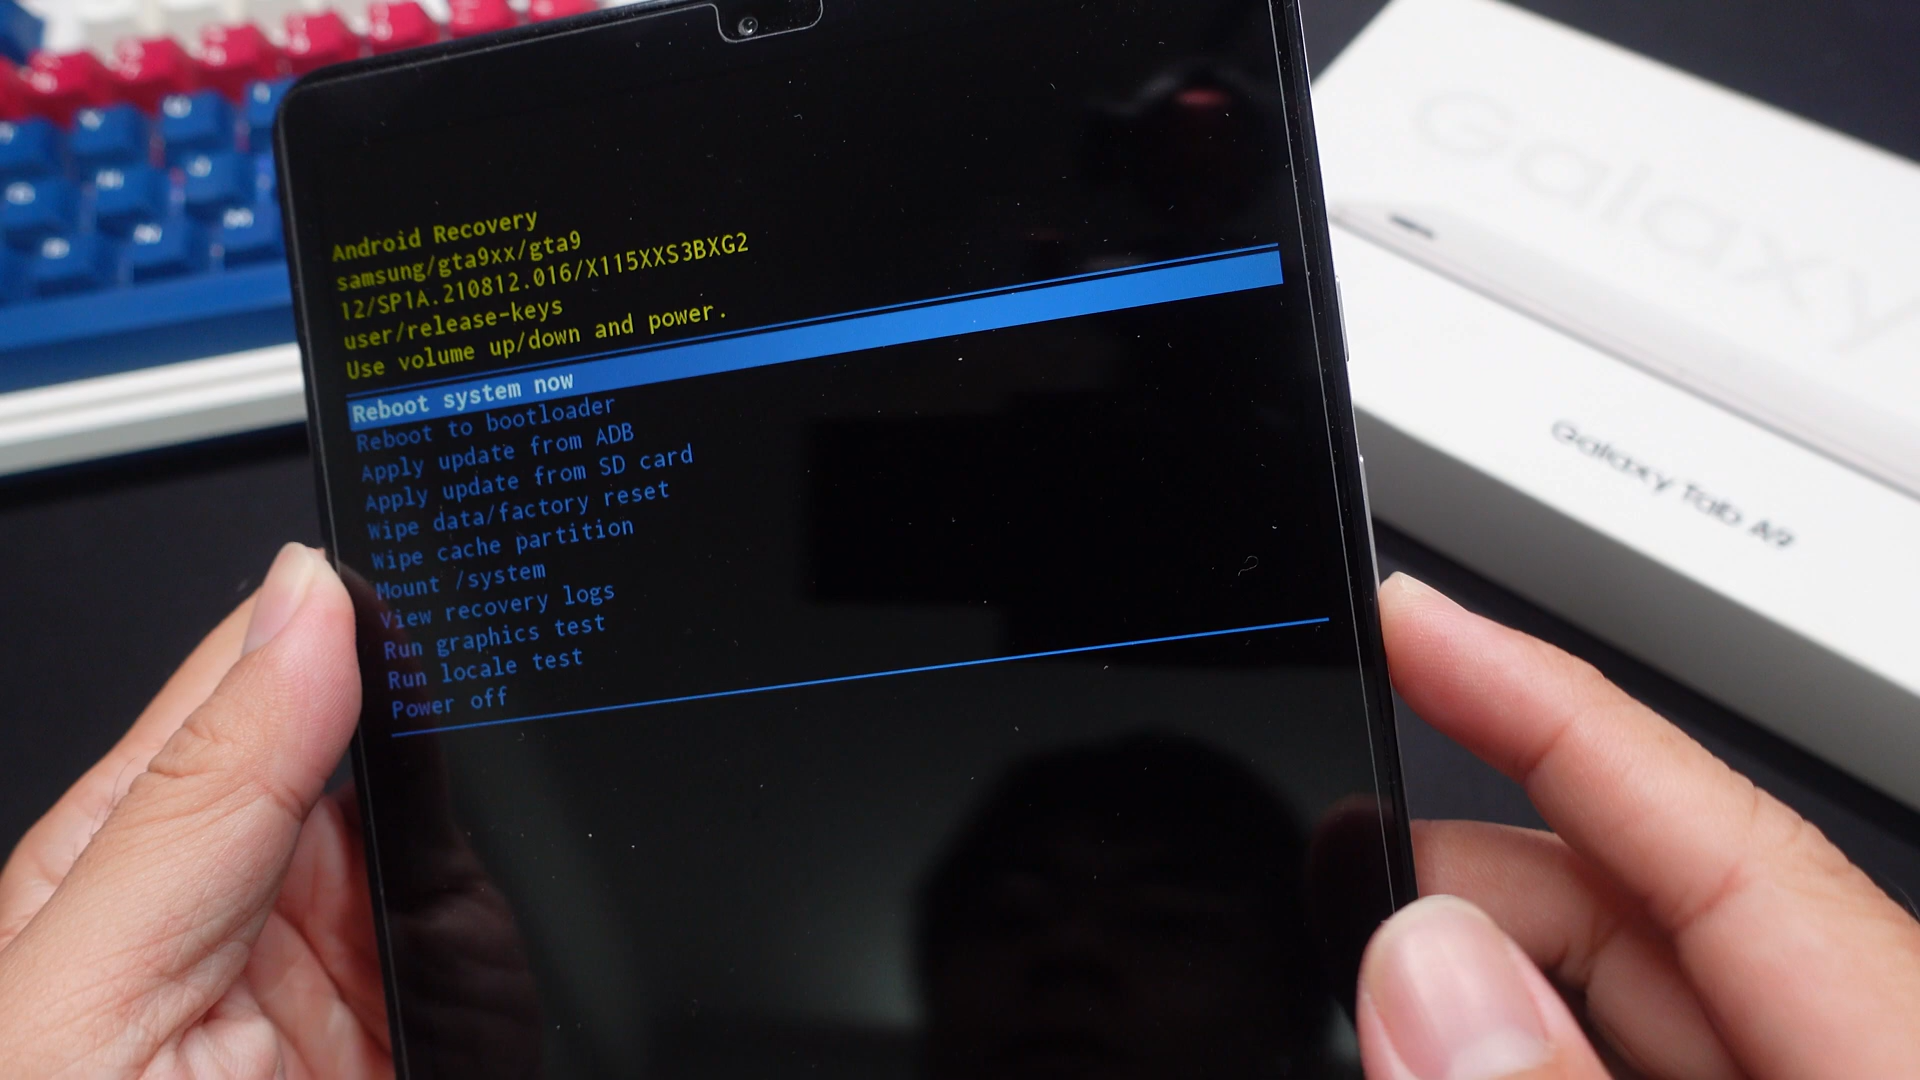 Android Recovery
samsung/gta9xx/gta9
12/SP1A.210812.016/X115XXS3BXG2
user/release-keys
Use volume up/down and power.
Reboot system now
Reboot to bootloader
Apply update from ADB
Apply update from SD card
Wipe data/factory reset
Wipe cache partition
Mount /system
View recovery logs
Run graphics test
Run locale test
Power off
Galaxy
Galaxy Tab A9